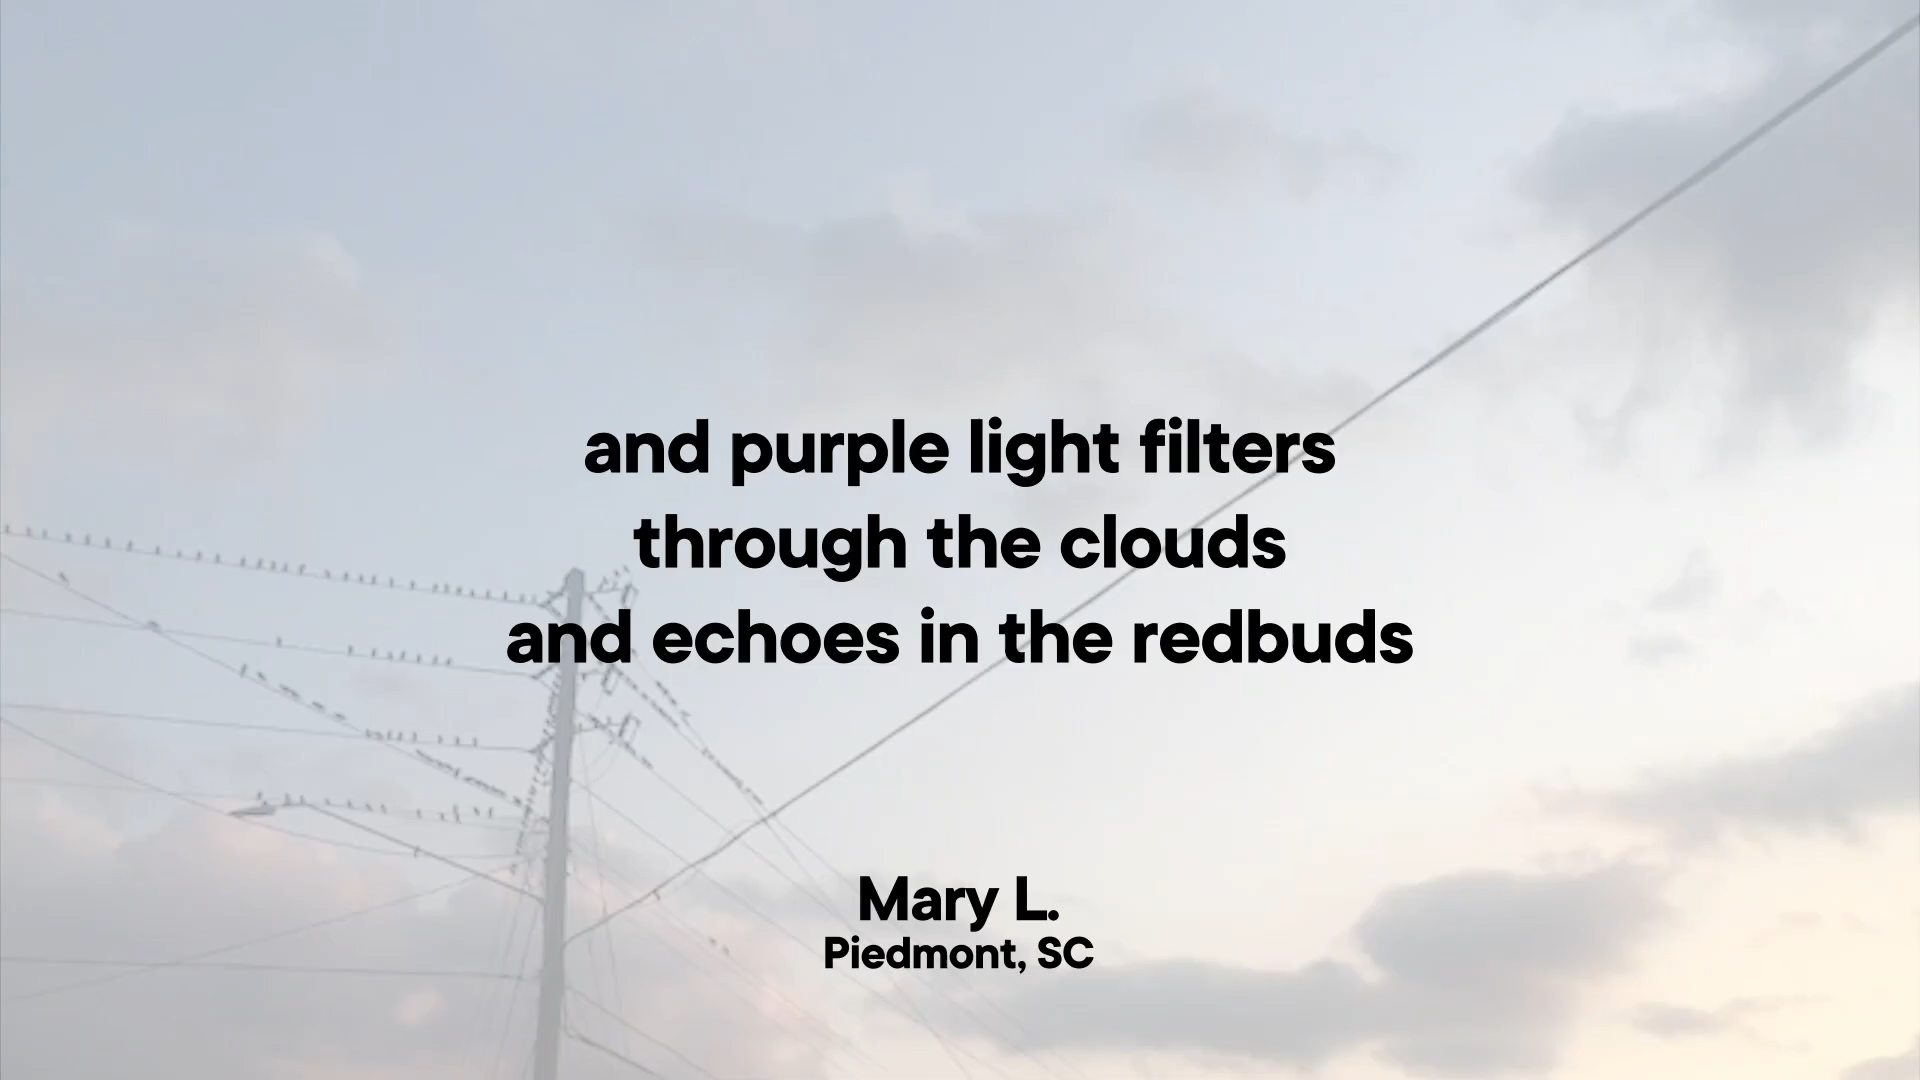 and purple light filters
through the clouds
and echoes in the redbuds
Mary L.
Piedmont, SC